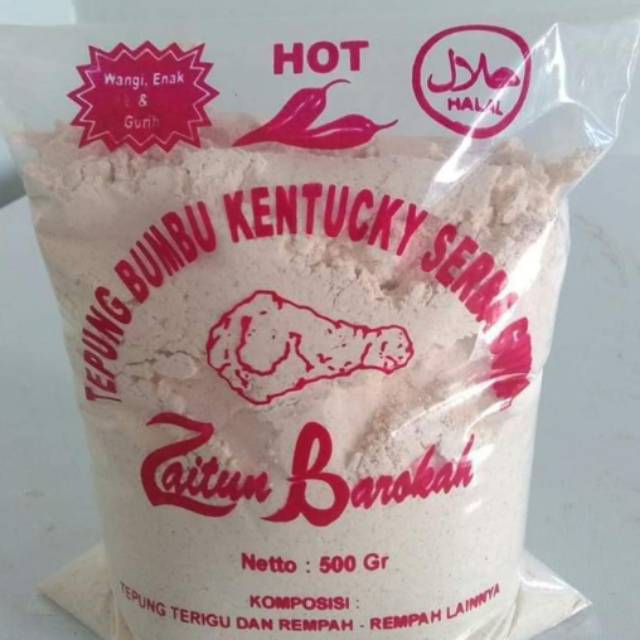 Wangi, Enak
&
Gurih
HOT
حلال
HALAL
TEPUNG BUMBU KENTUCKY SERBA
Zaitun Barokah
Netto : 500 Gr
KOMPOSISI :
TEPUNG TERIGU DAN REMPAH - REMPAH LAINNYA